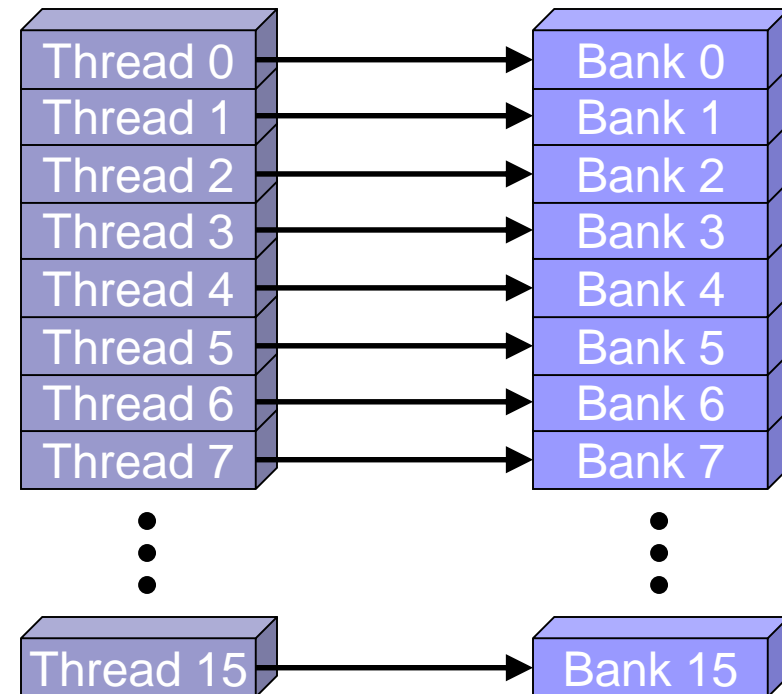 Thread 0 Bank 0
Thread 1 Bank 1
Thread 2 Bank 2
Thread 3 Bank 3
Thread 4 Bank 4
Thread 5 Bank 5
Thread 6 Bank 6
Thread 7 Bank 7
Thread 15 Bank 15